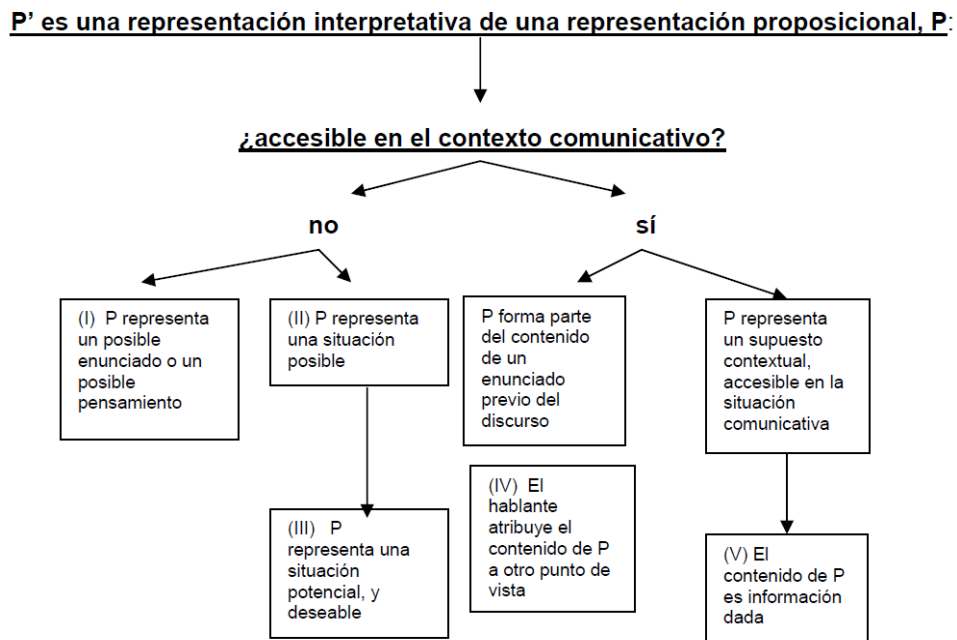 P’ es una representación interpretativa de una representación proposicional, P:
¿accesible en el contexto comunicativo?
no
sí
(I) P representa
un posible
enunciado o un
posible
pensamiento
(II) P representa
una situación
posible
P forma parte
del contenido
de un
enunciado
previo del
discurso
P representa
un supuesto
contextual,
accesible en la
situación
comunicativa
(III) P
representa una
situación
potencial, y
deseable
(IV) El
hablante
atribuye el
contenido de P
a otro punto de
vista
(V) El
contenido de P
es información
dada